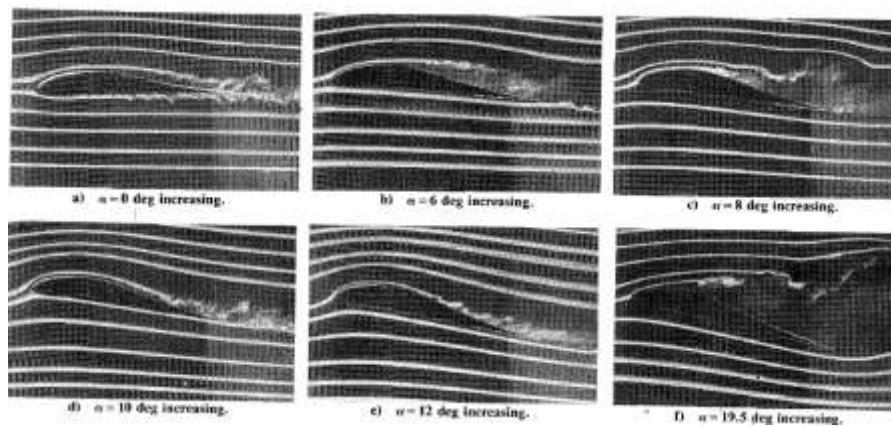 a) α=0 deg increasing.
b) α=6 deg increasing.
c) α=8 deg increasing.
d) α=10 deg increasing.
e) α=12 deg increasing.
f) α=19.5 deg increasing.